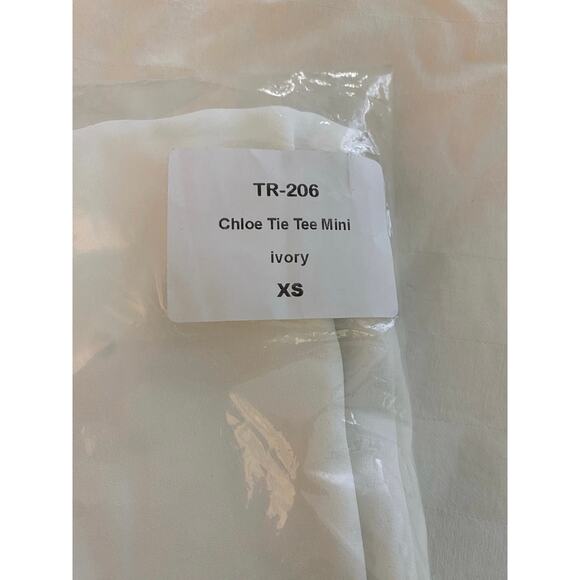 TR-206
Chloe Tie Tee Mini
ivory
XS